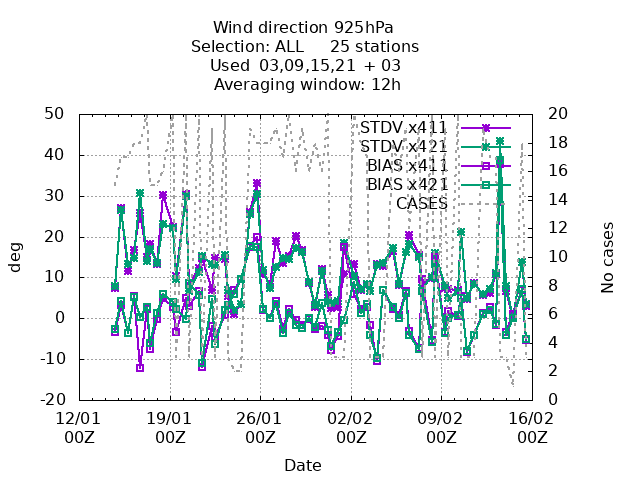 Wind direction 925hPa
Selection: ALL     25 stations
Used  03,09,15,21 + 03
Averaging window: 12h
50
40
30
20
10
0
-10
-20
deg
20
18
16
14
12
10
8
6
4
2
0
No cases
STDV x411
STDV x421
BIAS x411
BIAS x421
CASES
12/01 19/01 26/01 02/02 09/02 16/02
00Z 00Z 00Z 00Z 00Z 00Z
Date